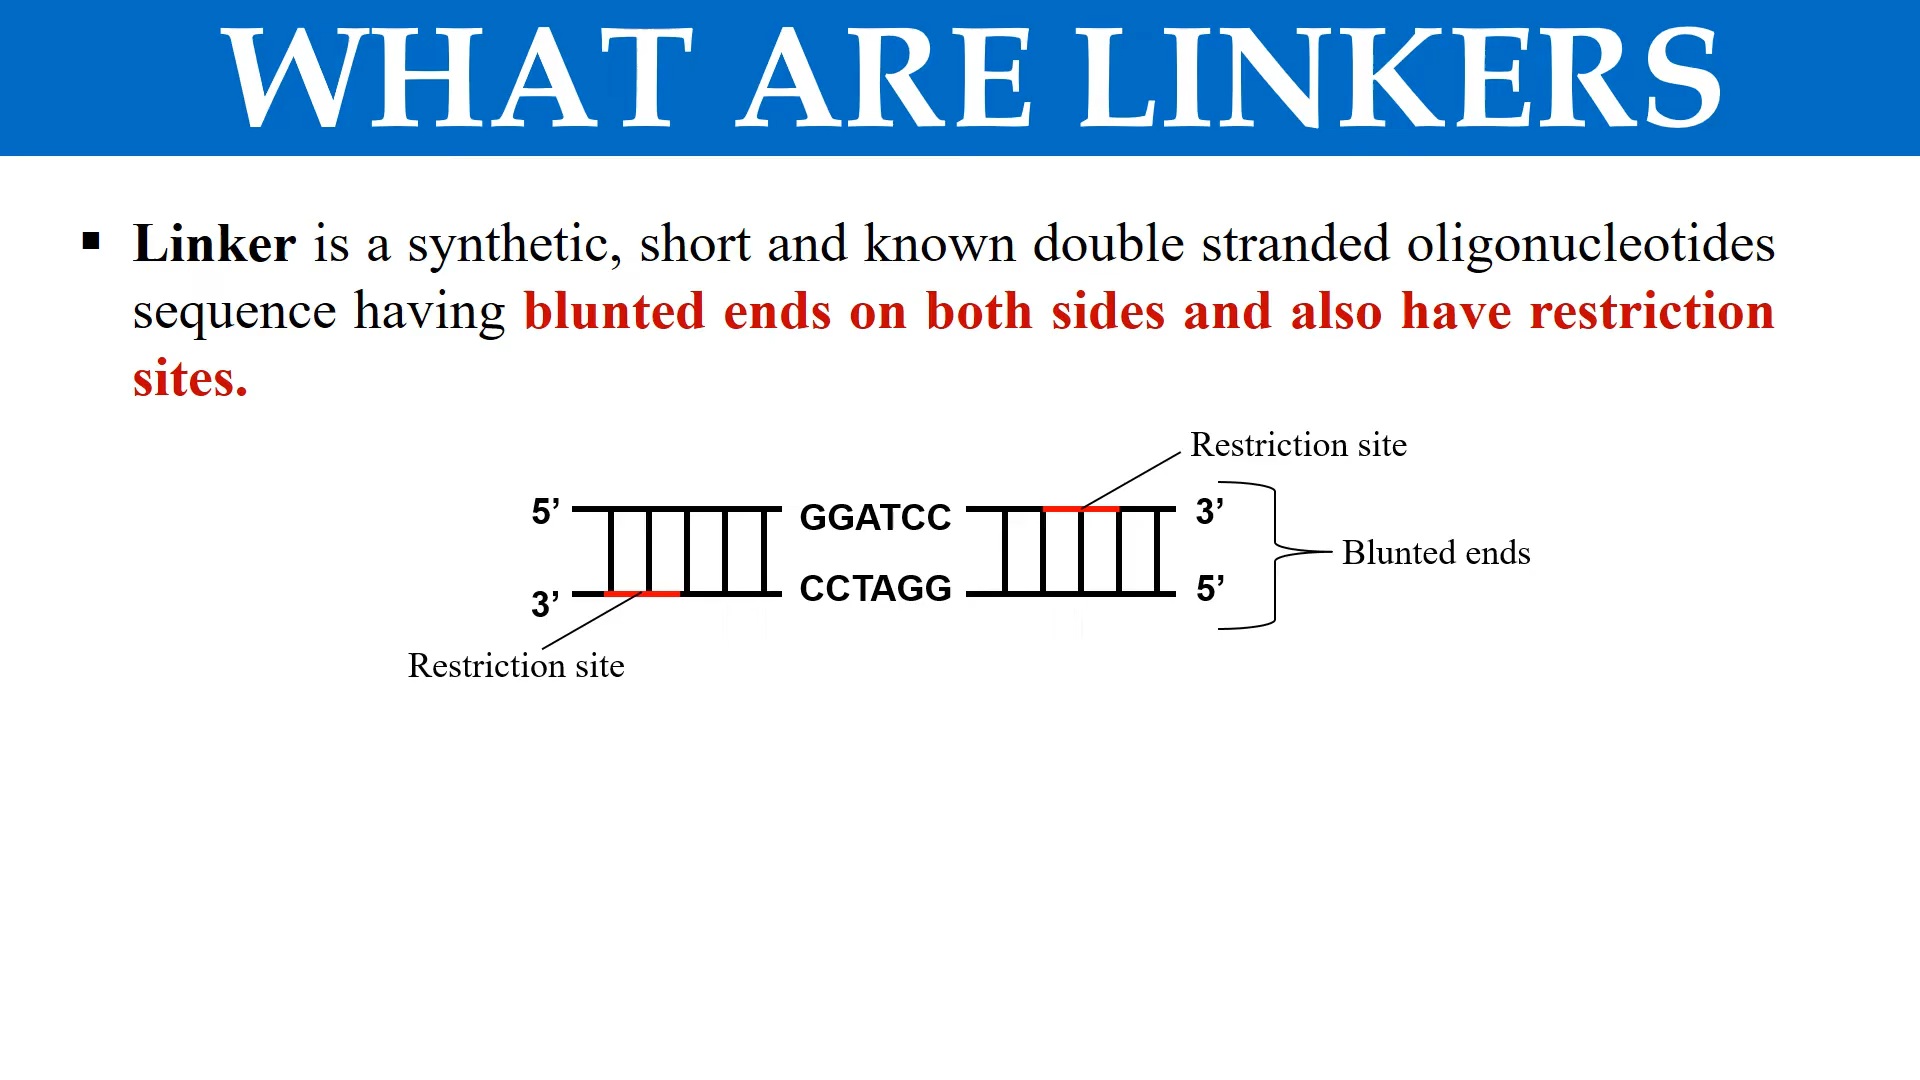 WHAT ARE LINKERS
▪ Linker is a synthetic, short and known double stranded oligonucleotides
sequence having blunted ends on both sides and also have restriction
sites.
Restriction site
5’ GGATCC 3’
Blunted ends
3’ CCTAGG 5’
Restriction site